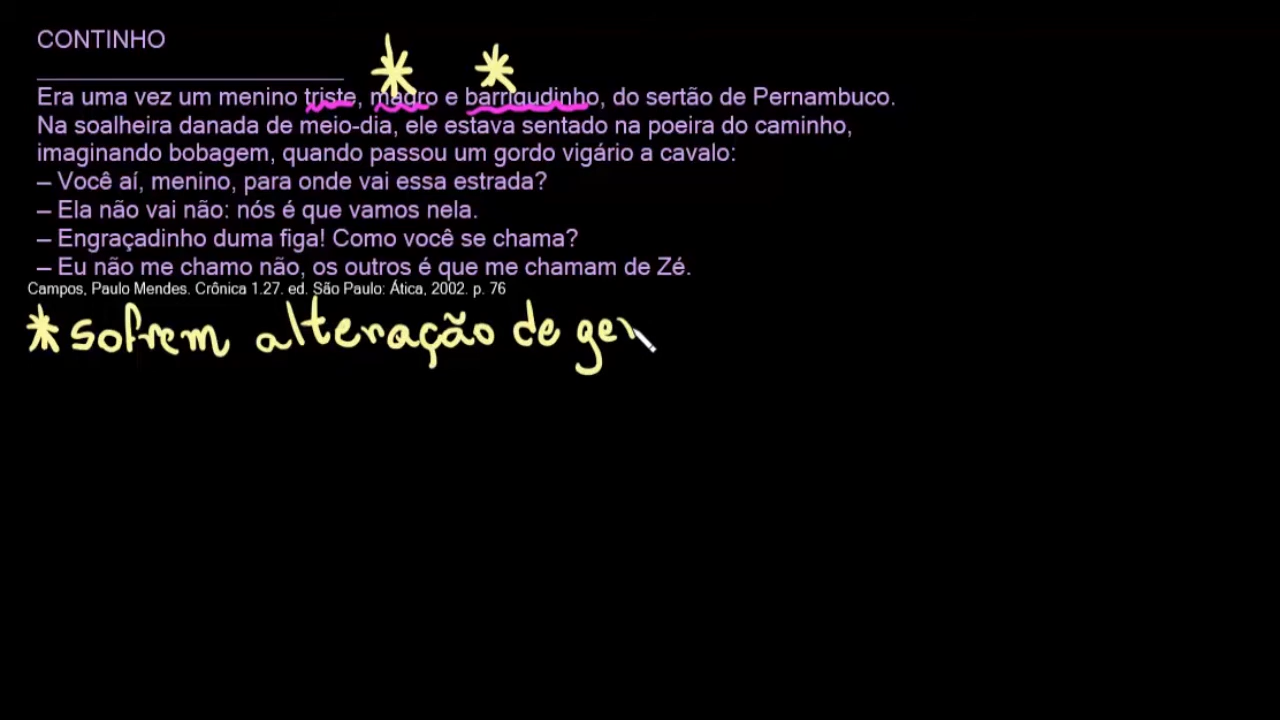 CONTINHO
Era uma vez um menino triste, magro e barrigudinho, do sertão de Pernambuco.
Na soalheira danada de meio-dia, ele estava sentado na poeira do caminho,
imaginando bobagem, quando passou um gordo vigário a cavalo:
– Você aí, menino, para onde vai essa estrada?
– Ela não vai não: nós é que vamos nela.
– Engraçadinho duma figa! Como você se chama?
– Eu não me chamo não, os outros é que me chamam de Zé.
Campos, Paulo Mendes. Crônica 1.27. ed. São Paulo: Ática, 2002. p. 76
* sofrem alteração de